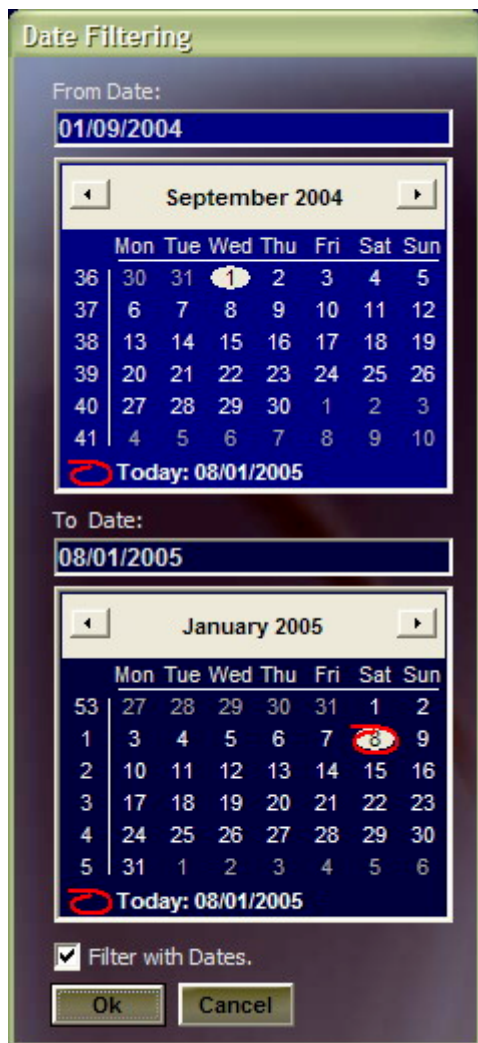 Date Filtering
From Date:
01/09/2004
September 2004
Mon Tue Wed Thu Fri Sat Sun
36 30 31 1 2 3 4 5
37 6 7 8 9 10 11 12
38 13 14 15 16 17 18 19
39 20 21 22 23 24 25 26
40 27 28 29 30 1 2 3
41 4 5 6 7 8 9 10
Today: 08/01/2005
To Date:
08/01/2005
January 2005
Mon Tue Wed Thu Fri Sat Sun
53 27 28 29 30 31 1 2
1 3 4 5 6 7 8 9
2 10 11 12 13 14 15 16
3 17 18 19 20 21 22 23
4 24 25 26 27 28 29 30
5 31 1 2 3 4 5 6
Today: 08/01/2005
Filter with Dates.
Ok Cancel